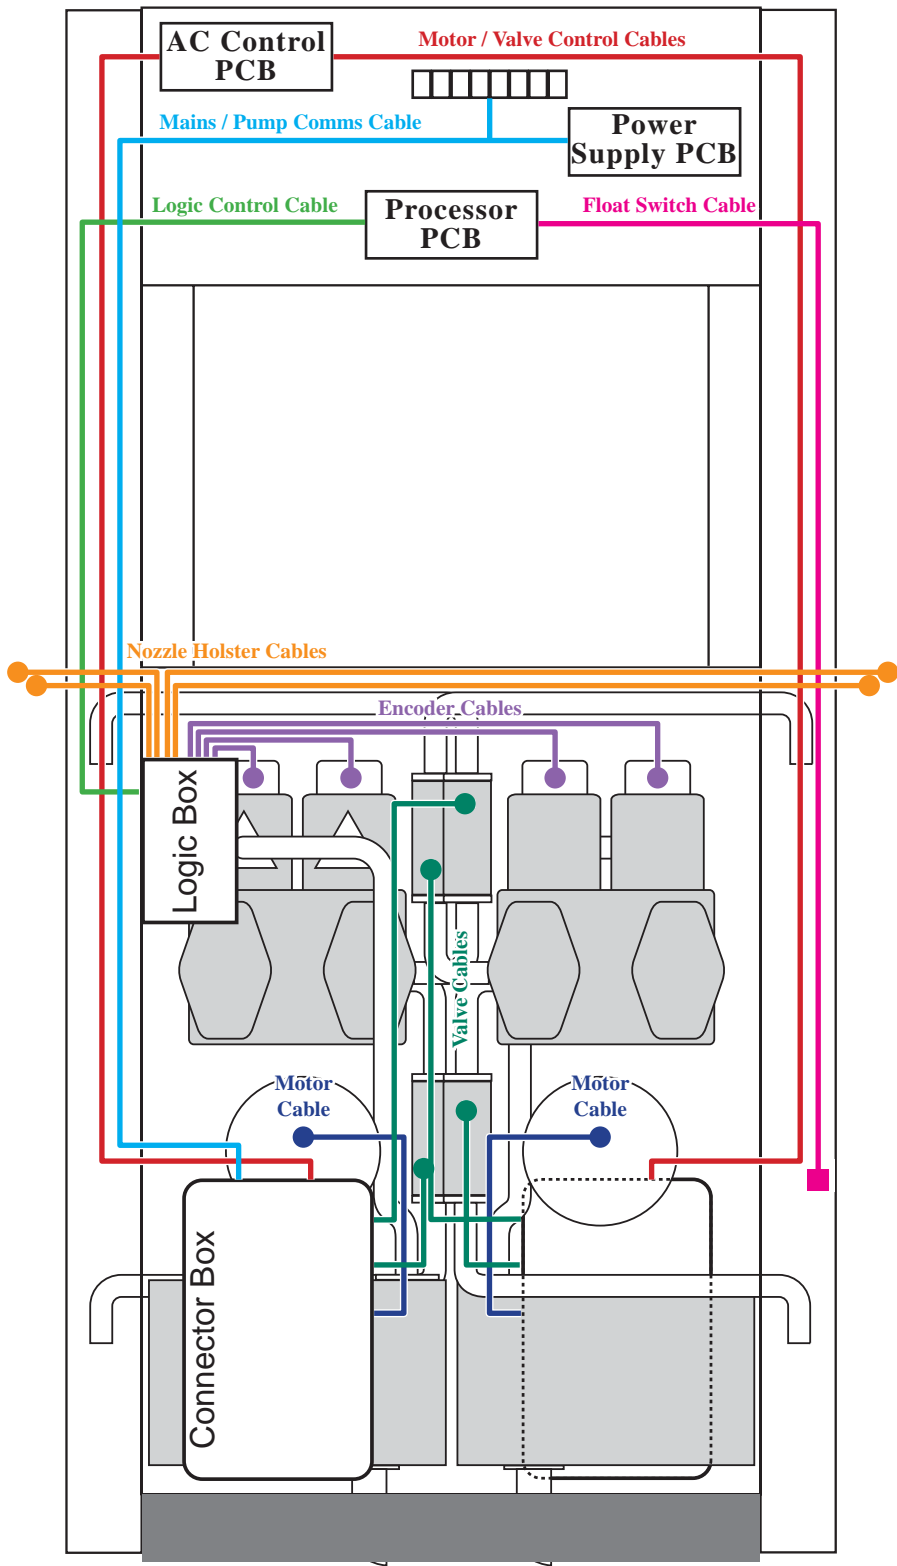 AC Control
PCB
Motor / Valve Control Cables
Mains / Pump Comms Cable
Power
Supply PCB
Logic Control Cable
Processor
PCB
Float Switch Cable
Nozzle Holster Cables
Encoder Cables
Logic Box
Valve Cables
Motor
Cable
Motor
Cable
Connector Box